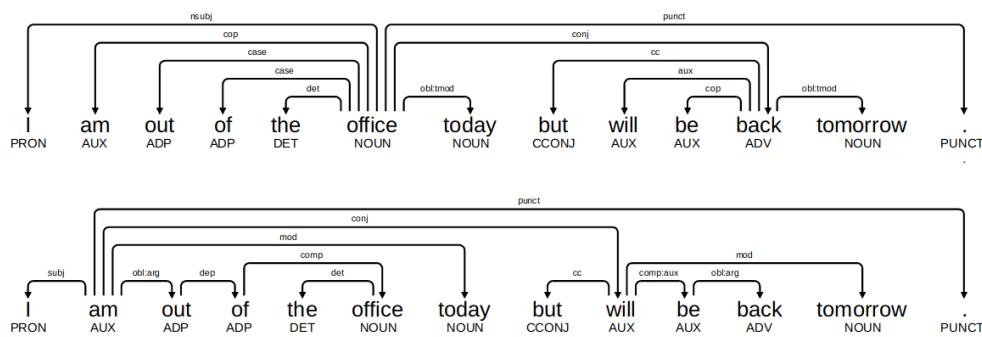 nsubj punct
cop conj
case cc
case aux
det obl:tmod cop obl:tmod
I am out of the office today but will be back tomorrow .
PRON AUX ADP ADP DET NOUN NOUN CCONJ AUX AUX ADV NOUN PUNCT
.
punct
conj
mod
comp mod
subj obl:arg dep det cc comp:aux obl:arg
I am out of the office today but will be back tomorrow .
PRON AUX ADP ADP DET NOUN NOUN CCONJ AUX AUX ADV NOUN PUNCT